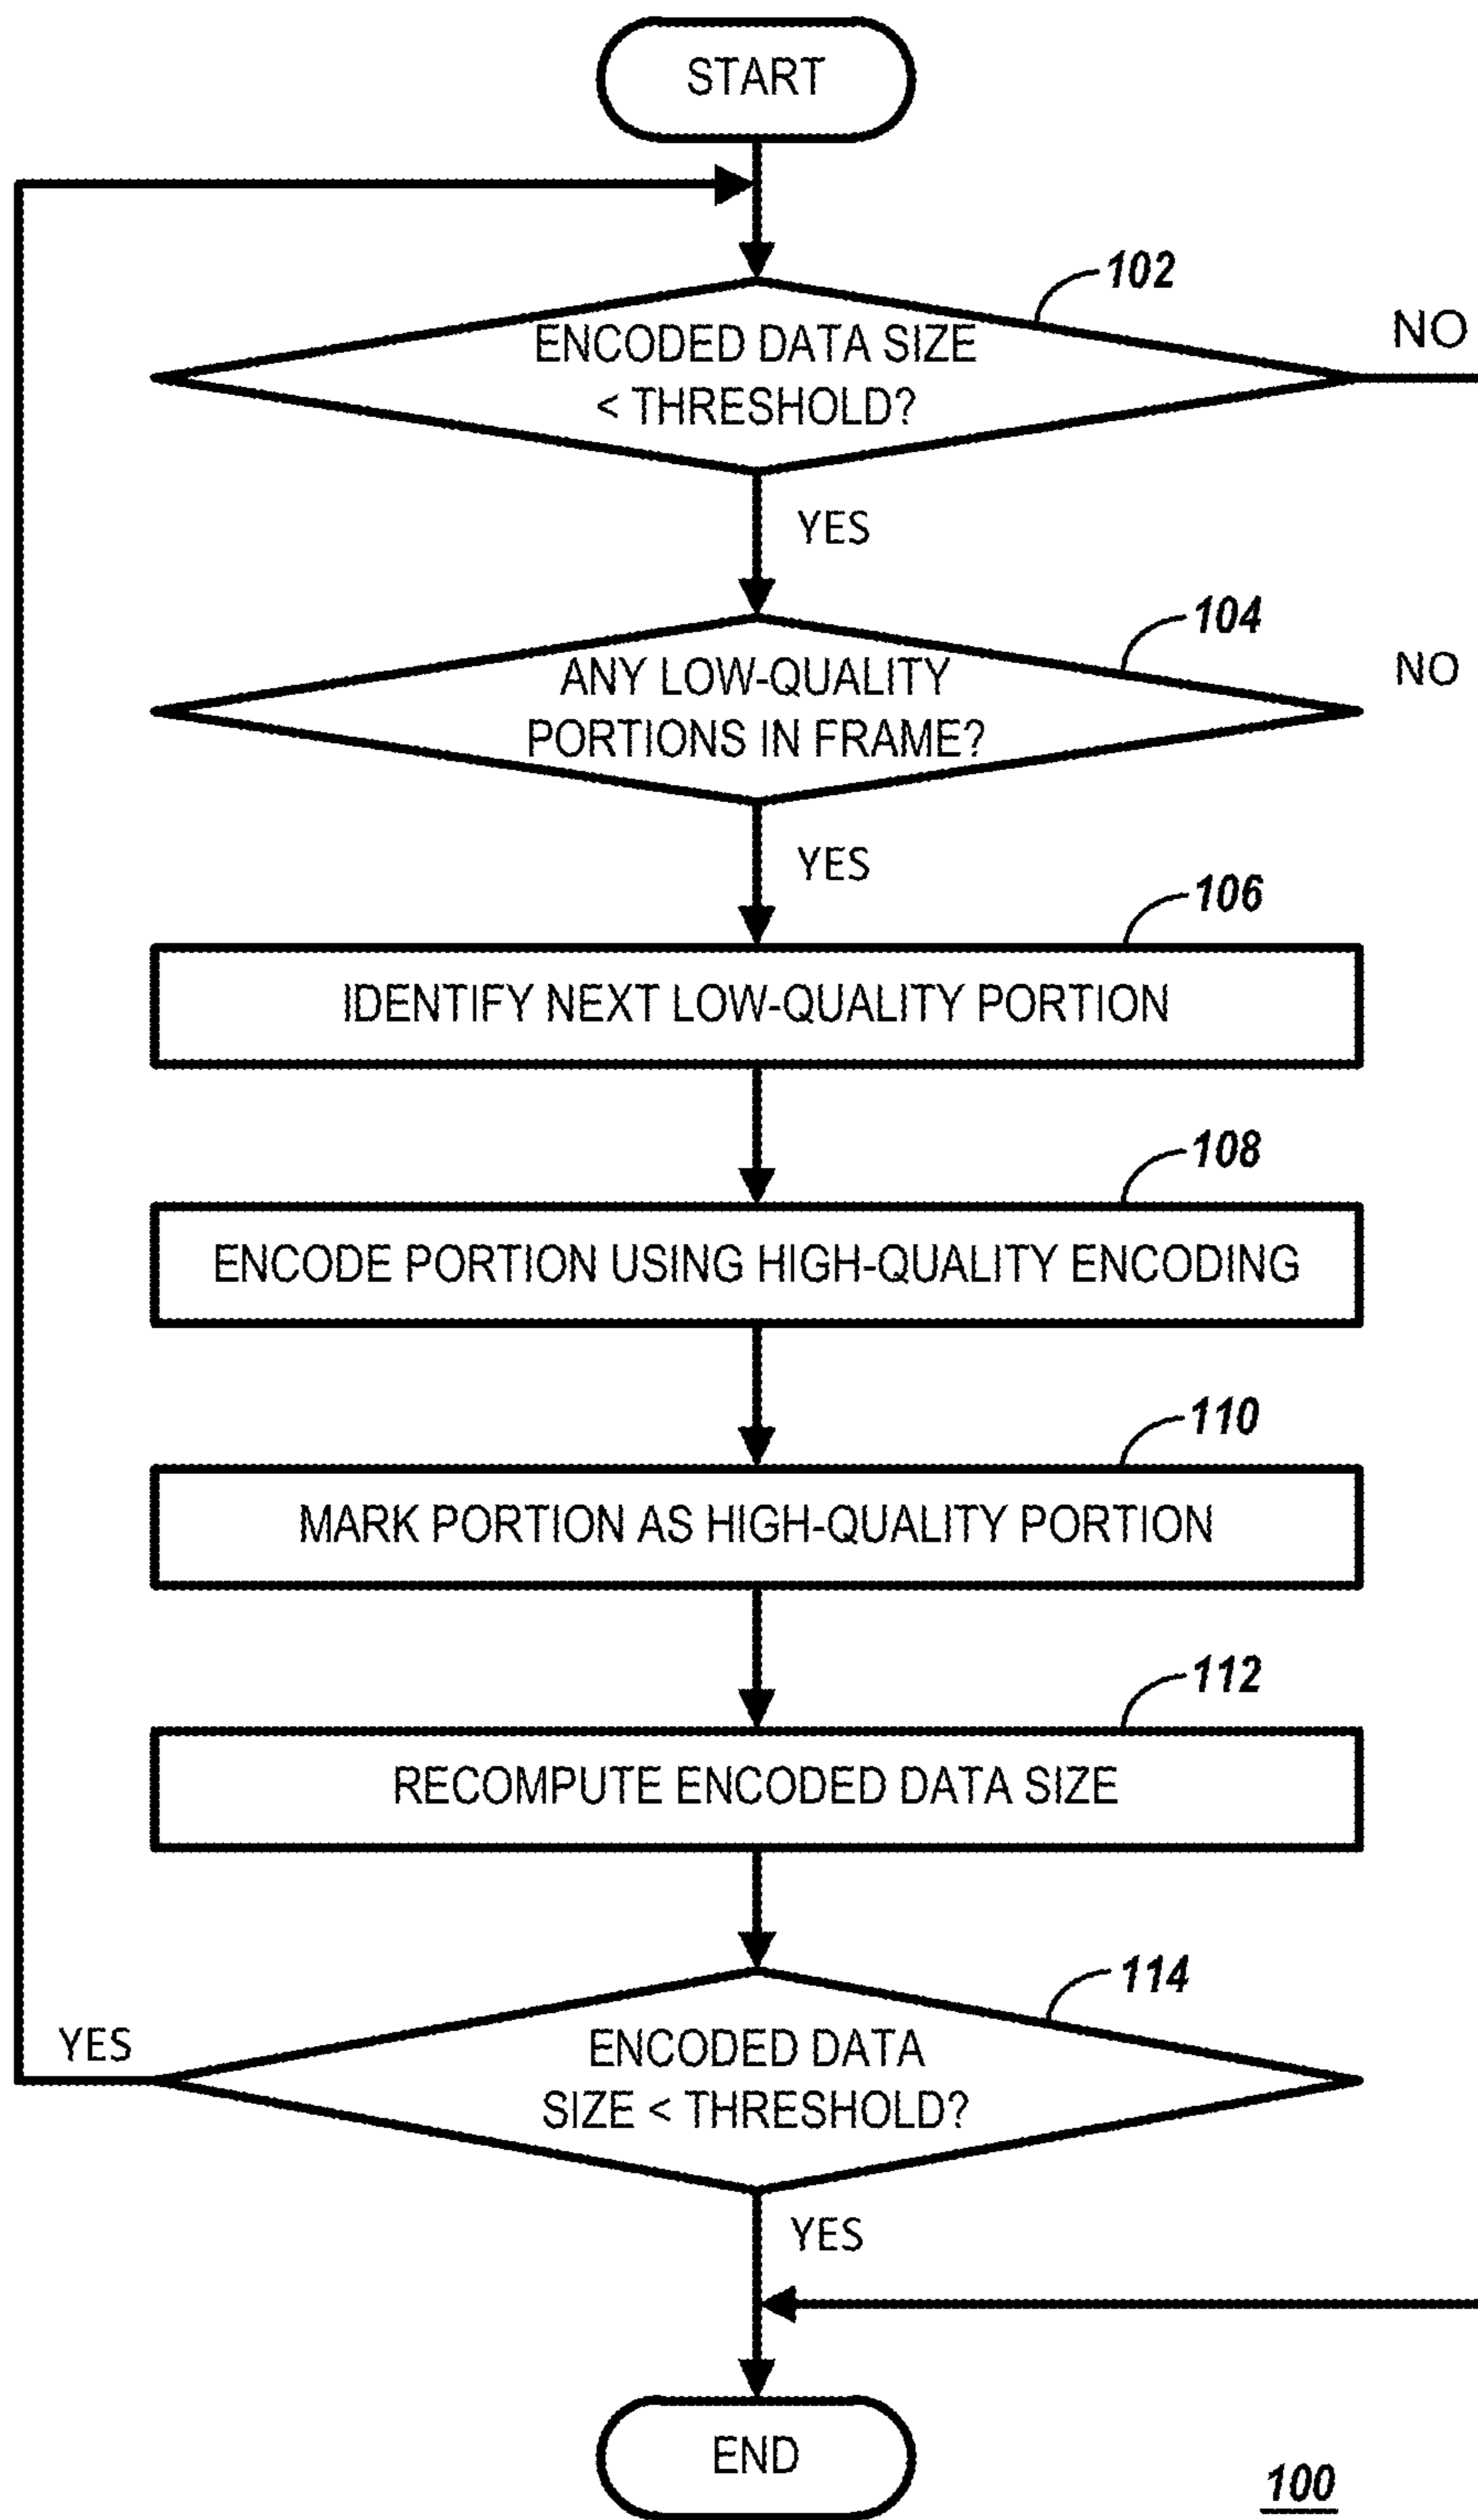 START
102
ENCODED DATA SIZE
< THRESHOLD?
NO
YES
104
ANY LOW-QUALITY
PORTIONS IN FRAME?
NO
YES
106
IDENTIFY NEXT LOW-QUALITY PORTION
108
ENCODE PORTION USING HIGH-QUALITY ENCODING
110
MARK PORTION AS HIGH-QUALITY PORTION
112
RECOMPUTE ENCODED DATA SIZE
114
YES
ENCODED DATA
SIZE < THRESHOLD?
YES
END
100